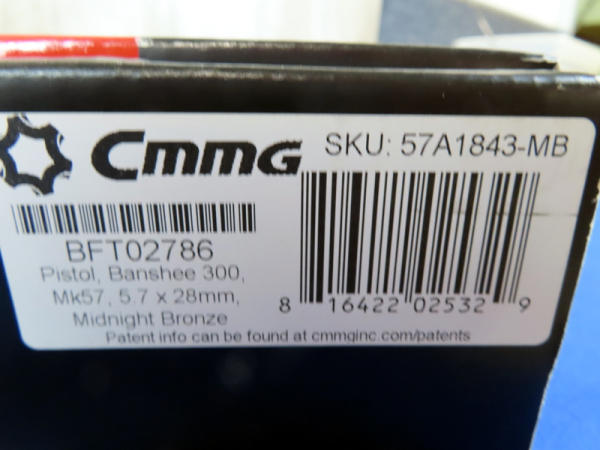 CMMG
SKU: 57A1843-MB
BFT02786
Pistol, Banshee 300,
Mk57, 5.7 x 28mm,
Midnight Bronze
8 16422 02532 9
Patent info can be found at cmmginc.com/patents